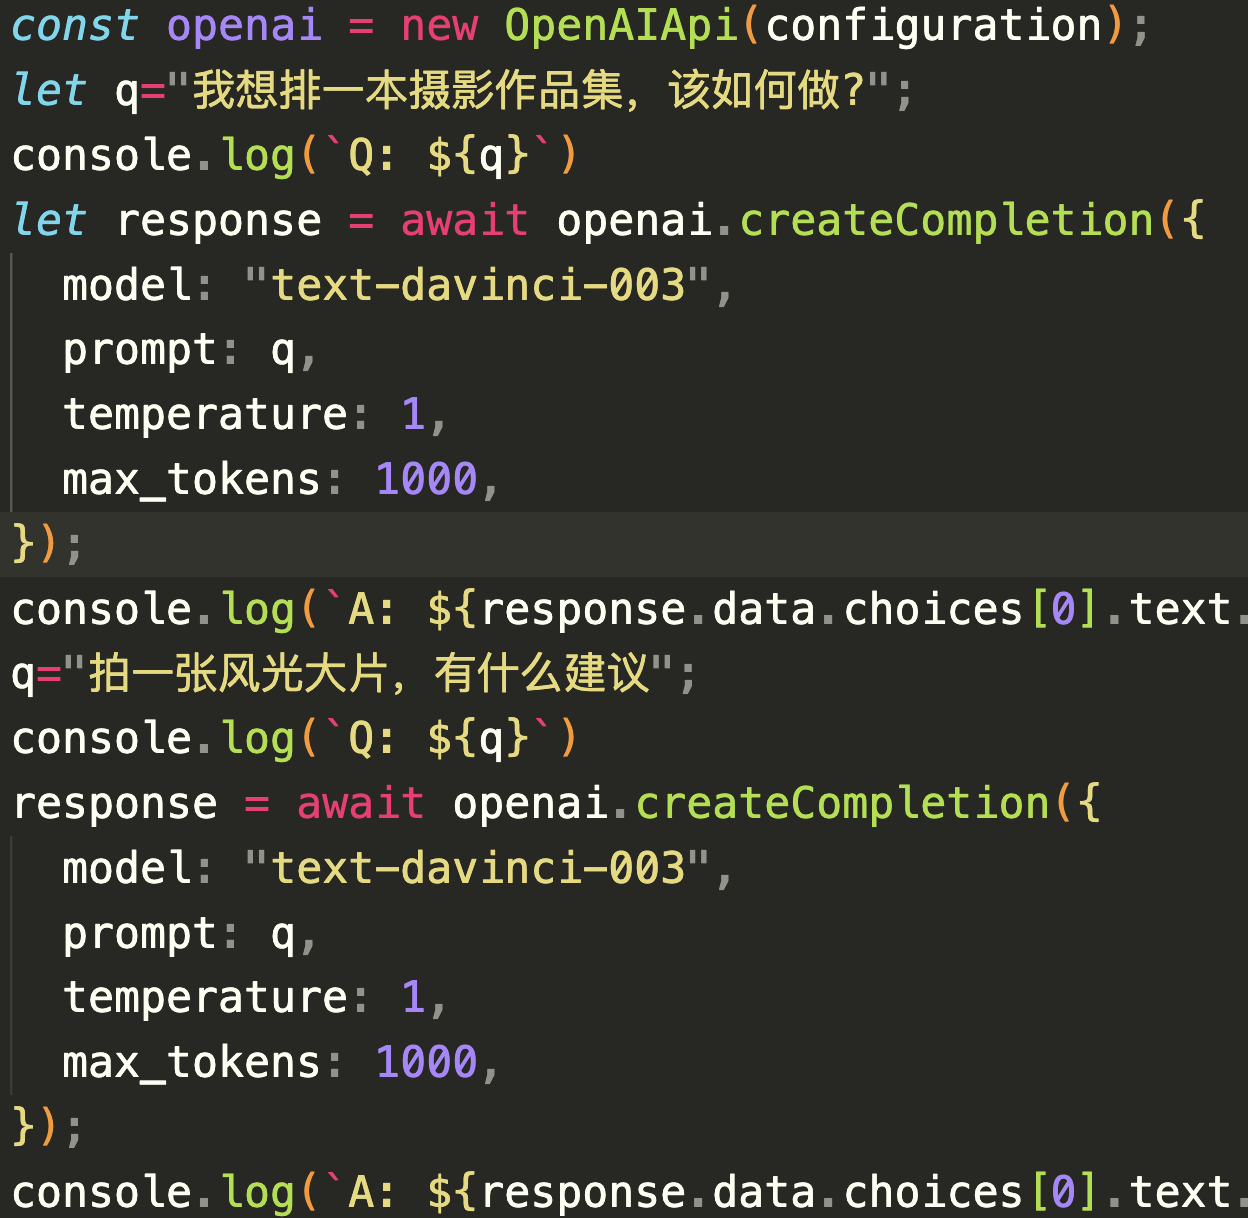 const openai = new OpenAIApi(configuration);
let q="我想排一本摄影作品集，该如何做?";
console.log(`Q: ${q}`)
let response = await openai.createCompletion({
  model: "text-davinci-003",
  prompt: q,
  temperature: 1,
  max_tokens: 1000,
});
console.log(`A: ${response.data.choices[0].text.
q="拍一张风光大片，有什么建议";
console.log(`Q: ${q}`)
response = await openai.createCompletion({
  model: "text-davinci-003",
  prompt: q,
  temperature: 1,
  max_tokens: 1000,
});
console.log(`A: ${response.data.choices[0].text.